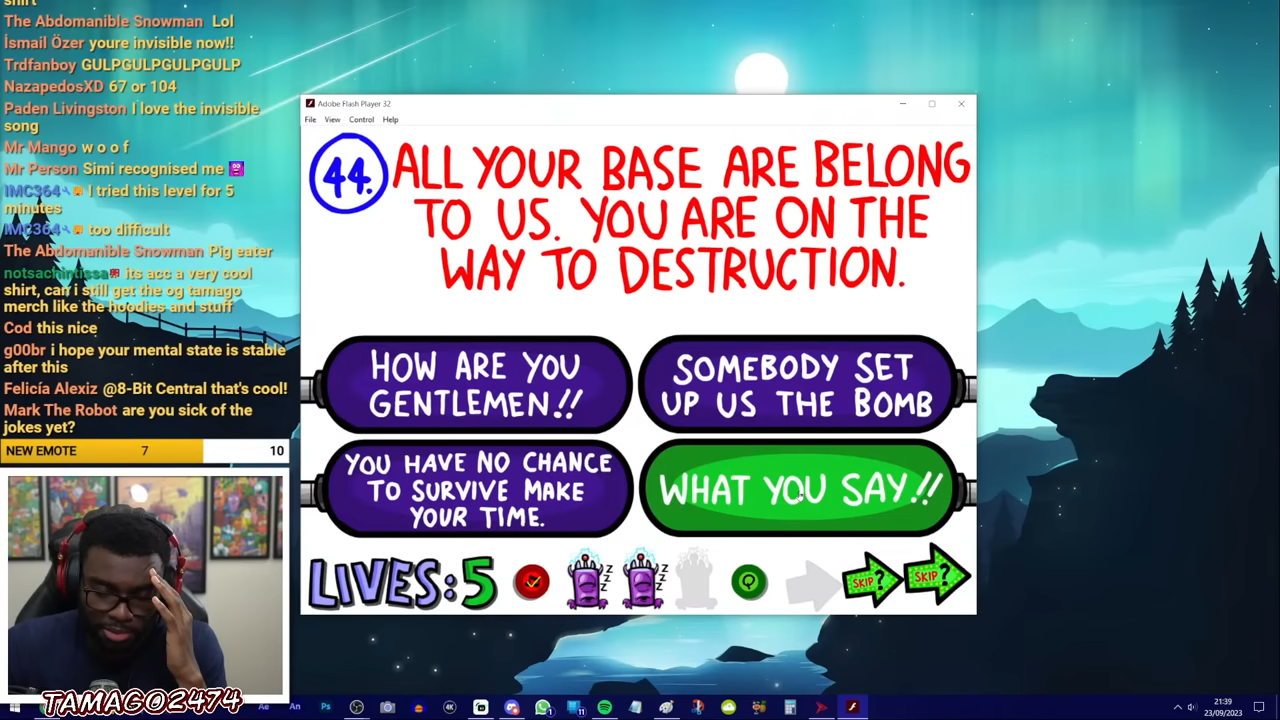 shirt
The Abdomanible Snowman Lol
İsmail Özer youre invisible now!!
Trdfanboy GULPGULPGULPGULP
NazapedosXD 67 or 104
Paden Livingston I love the invisible
song
Mr Mango w o o f
Mr Person Simi recognised me
IMC364 I tried this level for 5
minutes
IMC364 too difficult
The Abdomanible Snowman Pig eater
notsachintissa its acc a very cool
shirt, can i still get the og tamago
merch like the hoodies and stuff
Cod this nice
g00br i hope your mental state is stable
after this
Felicía Alexiz @8-Bit Central that's cool!
Mark The Robot are you sick of the
jokes yet?
NEW EMOTE 7 10
TAMAGO2474
Adobe Flash Player 32
File View Control Help
44. ALL YOUR BASE ARE BELONG
TO US. YOU ARE ON THE
WAY TO DESTRUCTION.
HOW ARE YOU
GENTLEMEN!!
SOMEBODY SET
UP US THE BOMB
YOU HAVE NO CHANCE
TO SURVIVE MAKE
YOUR TIME.
WHAT YOU SAY!!
LIVES:5
SKIP?
SKIP?
Ae An Ps 4K
21:39
23/09/2023